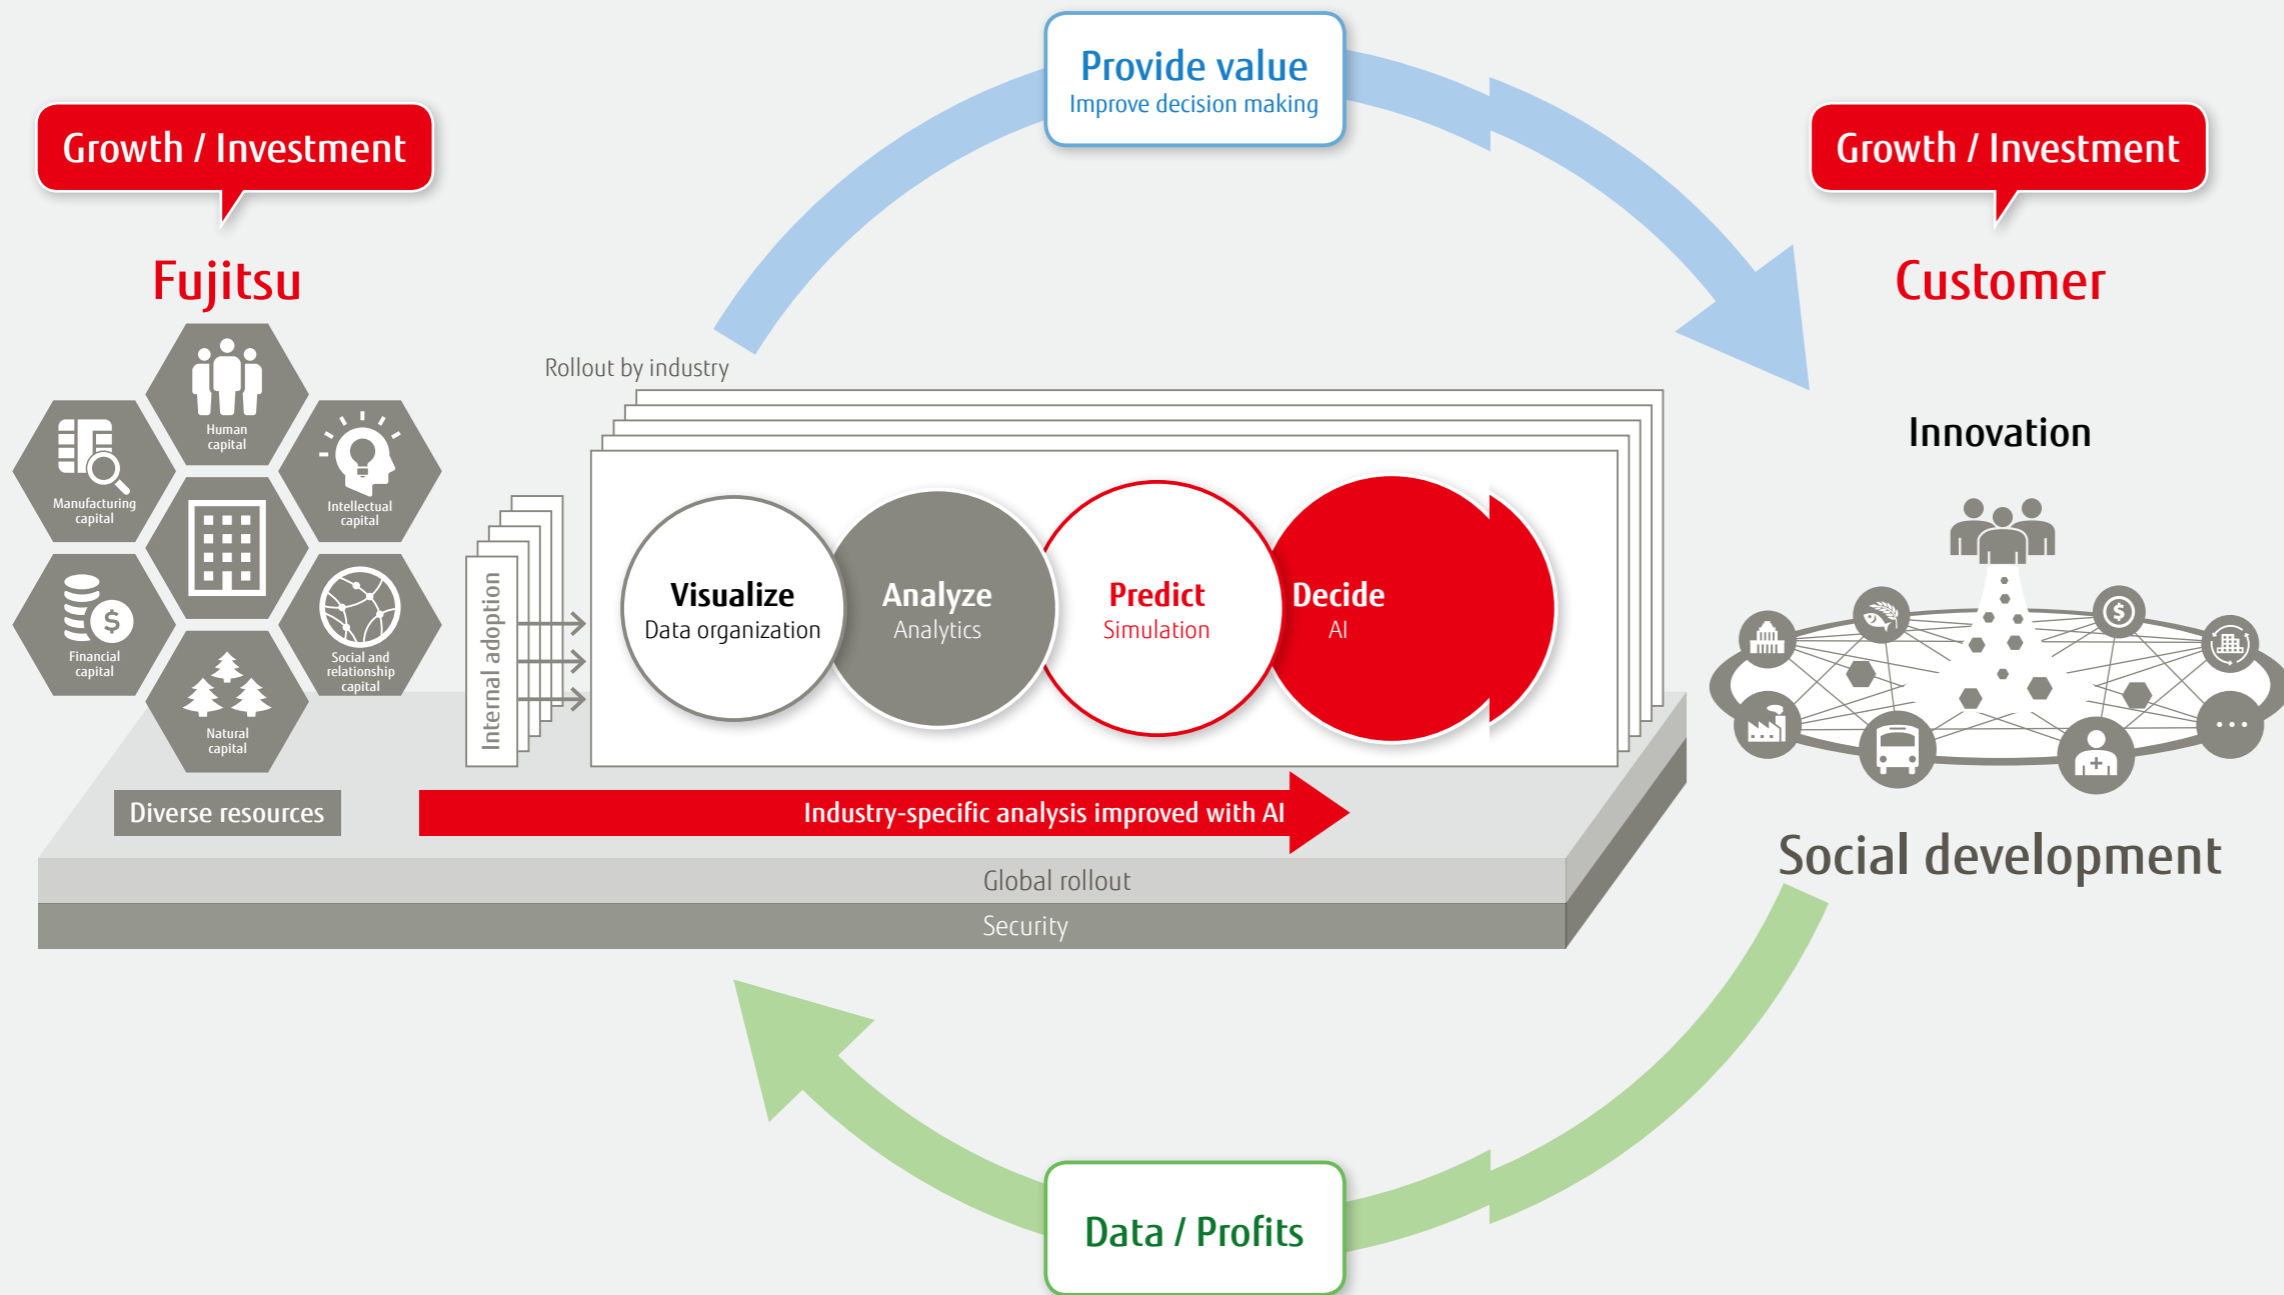 Provide value
Improve decision making
Growth / Investment
Growth / Investment
Fujitsu
Customer
Human
capital
Manufacturing
capital
Intellectual
capital
Financial
capital
Social and
relationship
capital
Natural
capital
Diverse resources
Rollout by industry
Internal adoption
Visualize
Data organization
Analyze
Analytics
Predict
Simulation
Decide
AI
Industry-specific analysis improved with AI
Global rollout
Security
Innovation
Social development
Data / Profits